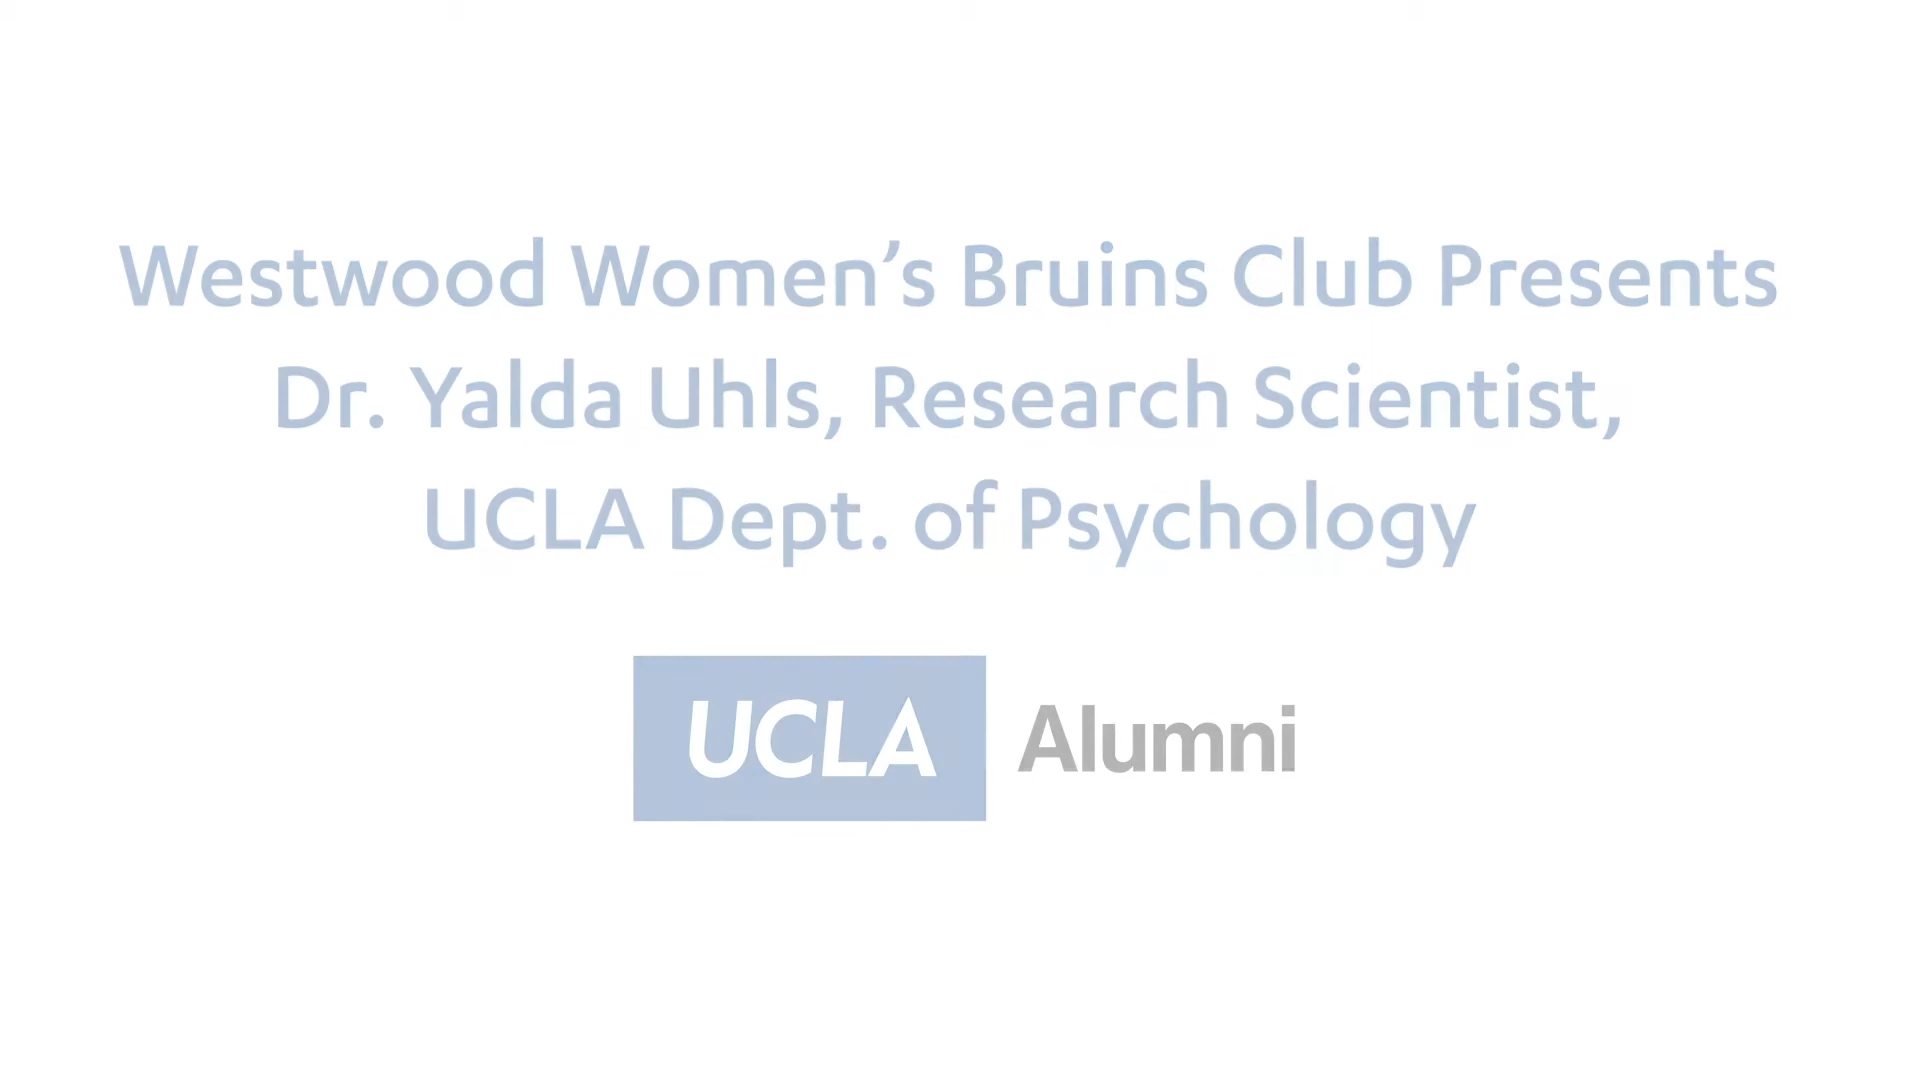 Westwood Women’s Bruins Club Presents
Dr. Yalda Uhls, Research Scientist,
UCLA Dept. of Psychology
UCLA Alumni